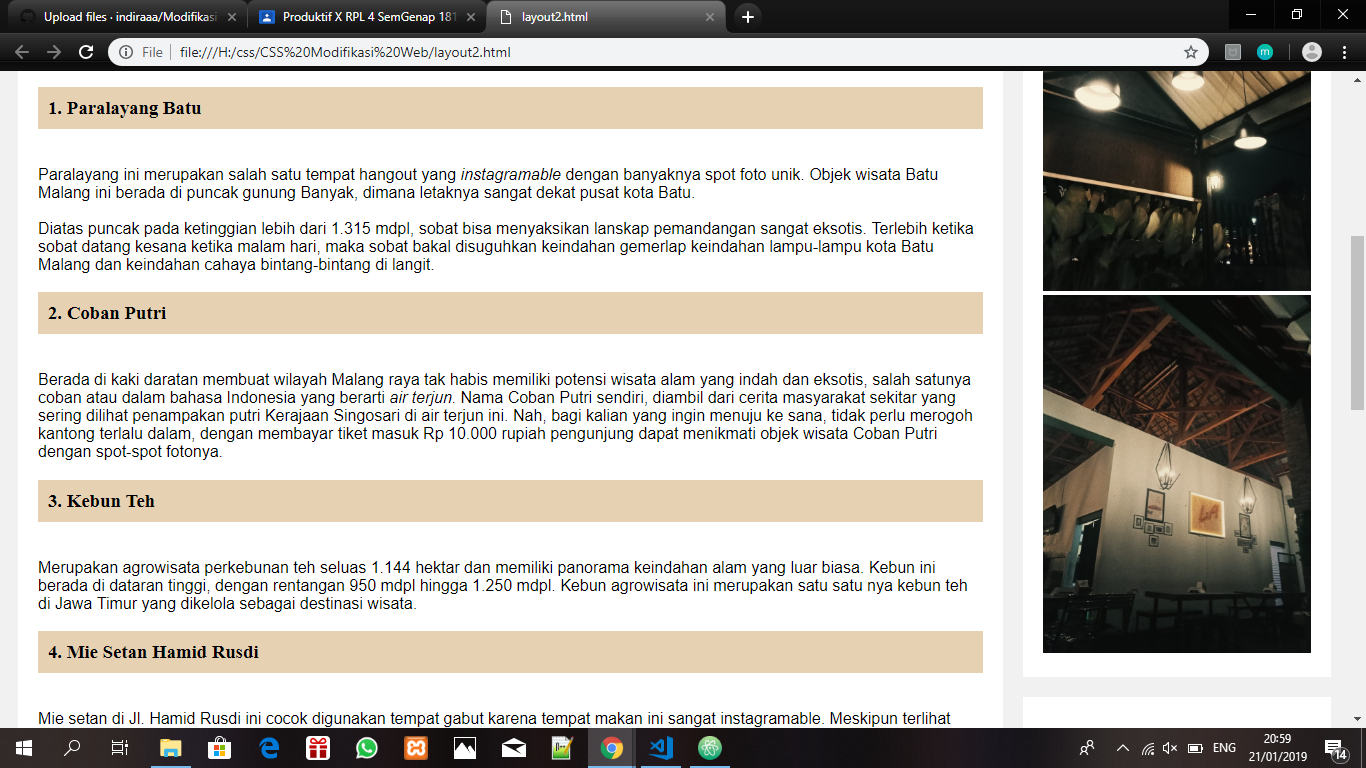 Upload files · indiraaa/Modifikasi
Produktif X RPL 4 SemGenap 181
layout2.html
File
file:///H:/css/CSS%20Modifikasi%20Web/layout2.html
m
1. Paralayang Batu
Paralayang ini merupakan salah satu tempat hangout yang instagramable dengan banyaknya spot foto unik. Objek wisata Batu
Malang ini berada di puncak gunung Banyak, dimana letaknya sangat dekat pusat kota Batu.
Diatas puncak pada ketinggian lebih dari 1.315 mdpl, sobat bisa menyaksikan lanskap pemandangan sangat eksotis. Terlebih ketika
sobat datang kesana ketika malam hari, maka sobat bakal disuguhkan keindahan gemerlap keindahan lampu-lampu kota Batu
Malang dan keindahan cahaya bintang-bintang di langit.
2. Coban Putri
Berada di kaki daratan membuat wilayah Malang raya tak habis memiliki potensi wisata alam yang indah dan eksotis, salah satunya
coban atau dalam bahasa Indonesia yang berarti air terjun. Nama Coban Putri sendiri, diambil dari cerita masyarakat sekitar yang
sering dilihat penampakan putri Kerajaan Singosari di air terjun ini. Nah, bagi kalian yang ingin menuju ke sana, tidak perlu merogoh
kantong terlalu dalam, dengan membayar tiket masuk Rp 10.000 rupiah pengunjung dapat menikmati objek wisata Coban Putri
dengan spot-spot fotonya.
3. Kebun Teh
Merupakan agrowisata perkebunan teh seluas 1.144 hektar dan memiliki panorama keindahan alam yang luar biasa. Kebun ini
berada di dataran tinggi, dengan rentangan 950 mdpl hingga 1.250 mdpl. Kebun agrowisata ini merupakan satu satu nya kebun teh
di Jawa Timur yang dikelola sebagai destinasi wisata.
4. Mie Setan Hamid Rusdi
Mie setan di Jl. Hamid Rusdi ini cocok digunakan tempat gabut karena tempat makan ini sangat instagramable. Meskipun terlihat
ENG
20:59
21/01/2019
14